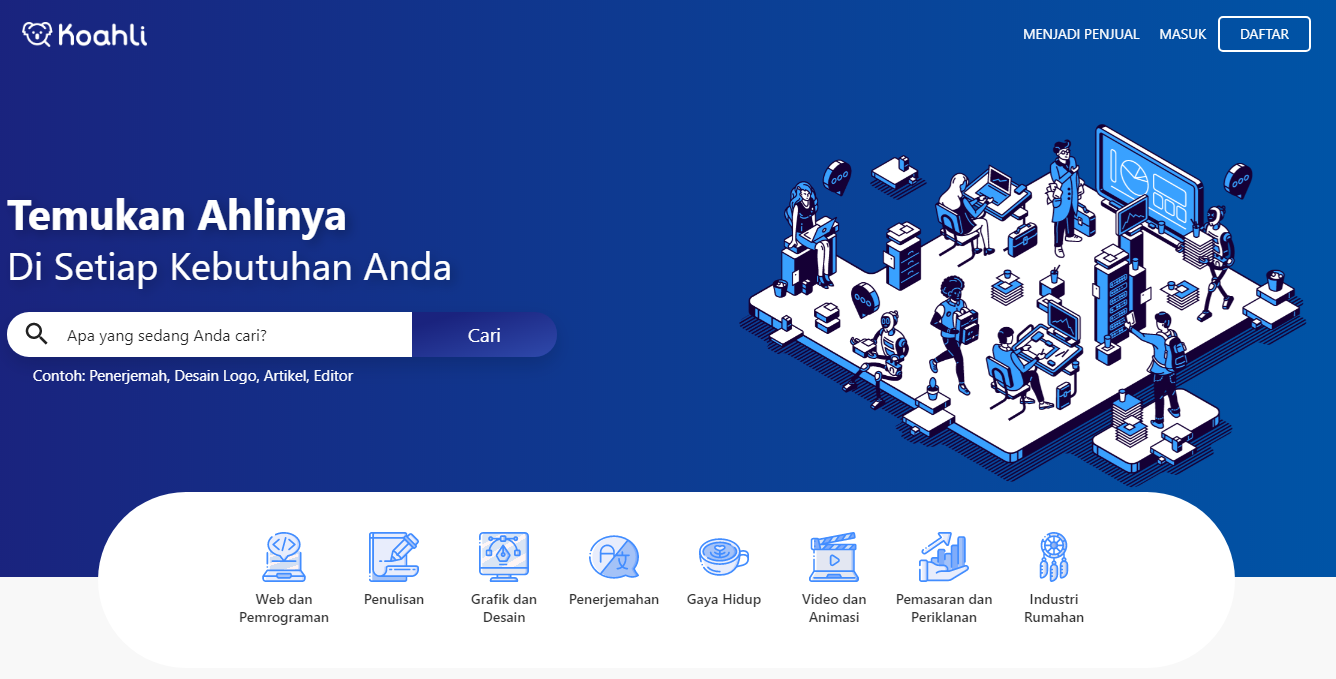 Koahli
MENJADI PENJUAL
MASUK
DAFTAR
Temukan Ahlinya
Di Setiap Kebutuhan Anda
Apa yang sedang Anda cari?
Cari
Contoh: Penerjemah, Desain Logo, Artikel, Editor
Web dan
Pemrograman
Penulisan
Grafik dan
Desain
Penerjemahan
Gaya Hidup
Video dan
Animasi
Pemasaran dan
Periklanan
Industri
Rumahan